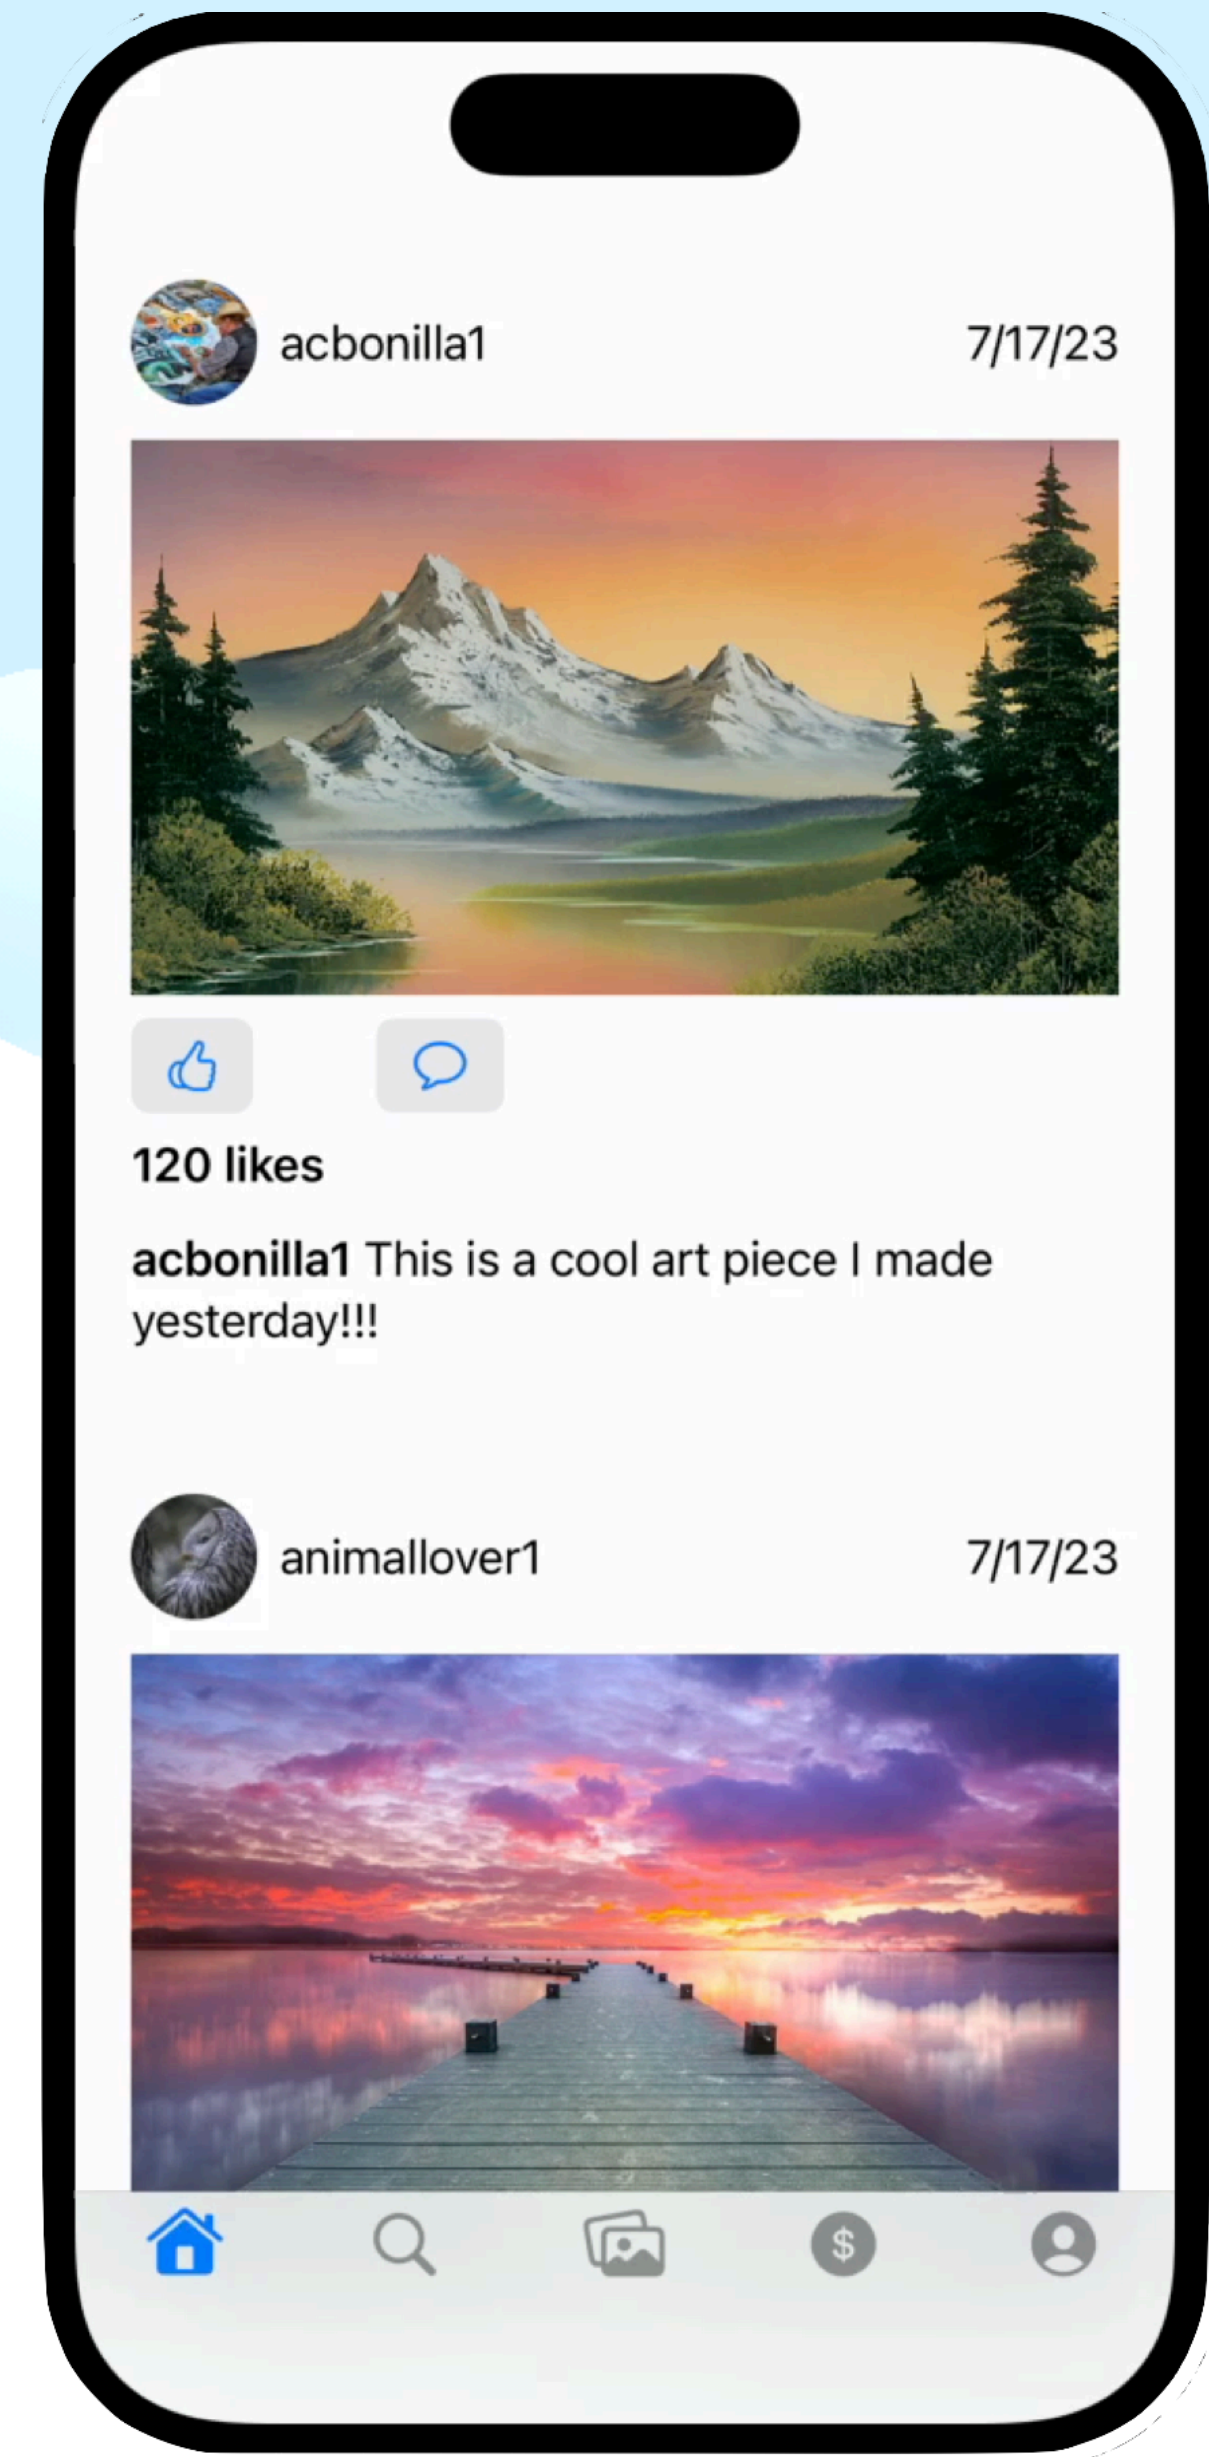 acbonilla1 7/17/23
120 likes
acbonilla1 This is a cool art piece I made
yesterday!!!
animallover1 7/17/23
$